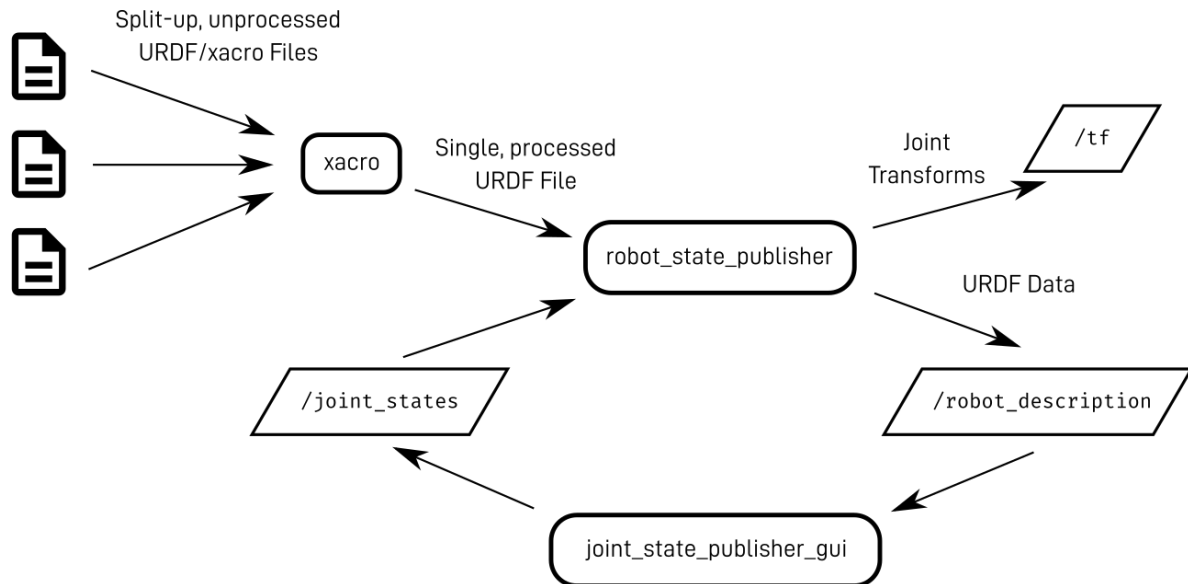 Split-up, unprocessed
URDF/xacro Files
xacro
Single, processed
URDF File
Joint
Transforms
/tf
robot_state_publisher
URDF Data
/joint_states
/robot_description
joint_state_publisher_gui